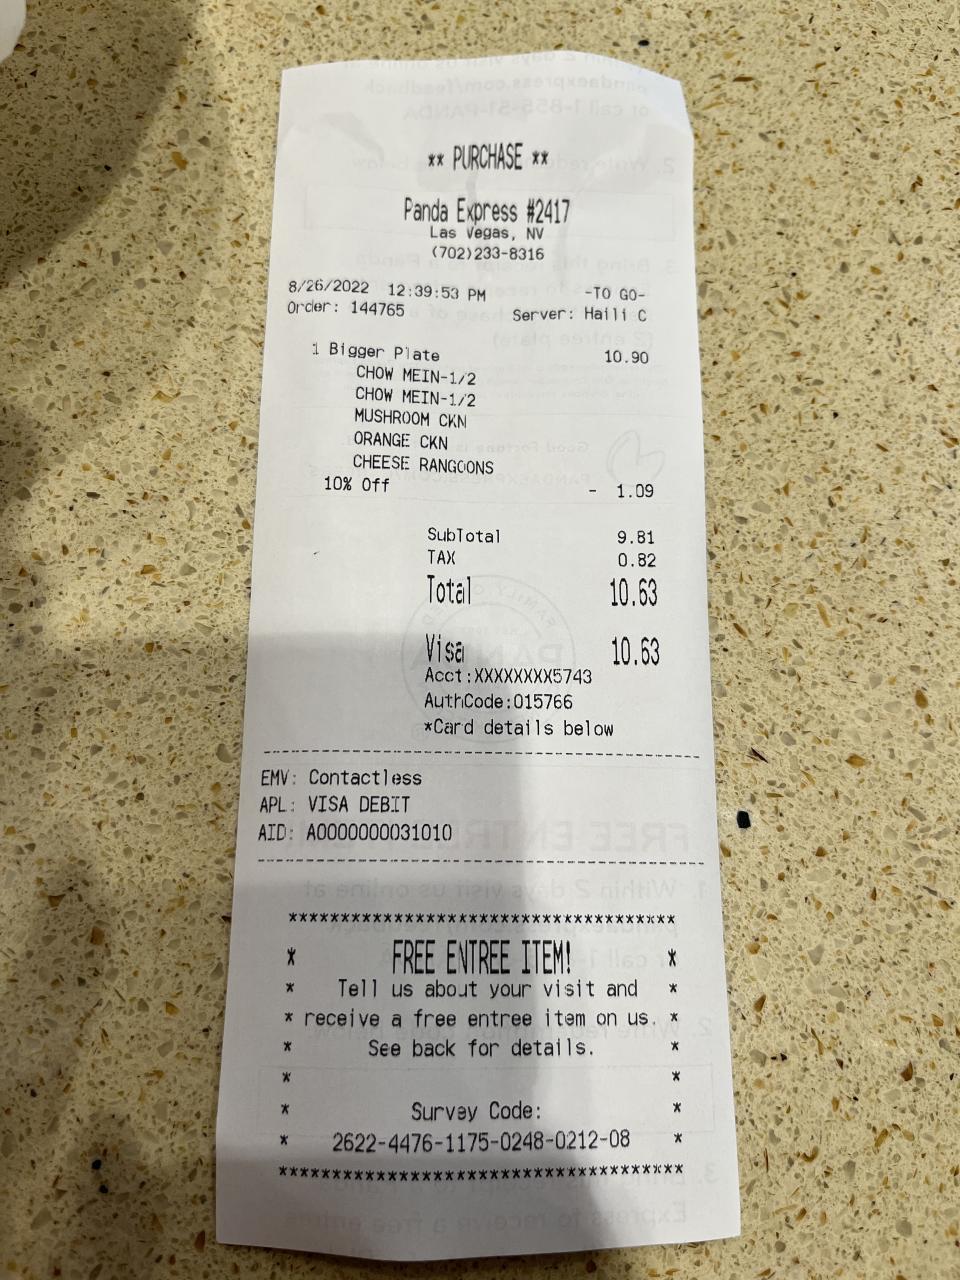 ** PURCHASE **
Panda Express #2417
Las Vegas, NV
(702)233-8316
8/26/2022 12:39:53 PM -TO GO-
Order: 144765 Server: Haili C
1 Bigger Plate 10.90
CHOW MEIN-1/2
CHOW MEIN-1/2
MUSHROOM CKN
ORANGE CKN
CHEESE RANGOONS
10% Off - 1.09
SubTotal 9.81
TAX 0.82
Total 10.63
Visa 10.63
Acct:XXXXXXXX5743
AuthCode:015766
*Card details below
EMV: Contactless
APL: VISA DEBIT
AID: A0000000031010
*************************************
* FREE ENTREE ITEM! *
* Tell us about your visit and *
* receive a free entree item on us. *
* See back for details. *
* *
* Survey Code: *
* 2622-4476-1175-0248-0212-08 *
*************************************